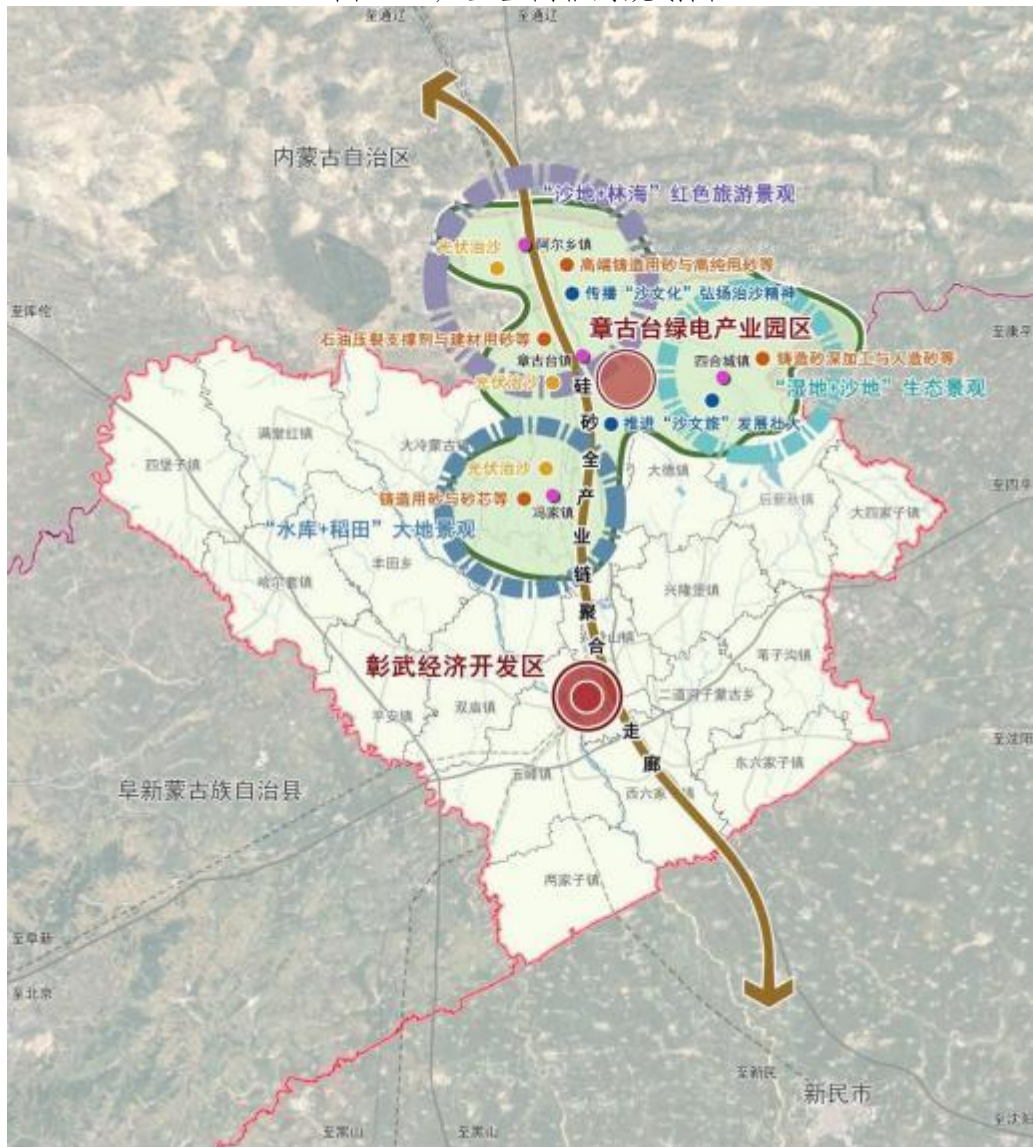 至通辽
至通辽
内蒙古自治区
“沙地+林海”红色旅游景观
光伏治沙
阿尔乡镇
高端铸造用砂与高纯用砂等
传播“沙文化”弘扬治沙精神
至库伦
至康平
章古台绿电产业园区
石油压裂支撑剂与建材用砂等
章古台镇
四合城镇
铸造砂深加工与人造砂等
光伏治沙
“湿地+沙地”生态景观
硅砂全产业链聚合走廊
推进“沙文旅”发展壮大
满堂红镇
大冷蒙古
四堡子镇
光伏治沙
大德镇
至四平
铸造用砂与砂芯等
冯家镇
后新秋镇
大四家子镇
“水库+稻田”大地景观
丰田乡
哈尔套镇
兴隆堡镇
苇子沟镇
彰武经济开发区
二道河子蒙古乡
双庙镇
平安镇
至沈阳
东六家子镇
五峰镇
西六家
镇
阜新蒙古族自治县
两家子镇
至阜新
至北京
至新民
新民市
至黑山
至黑山